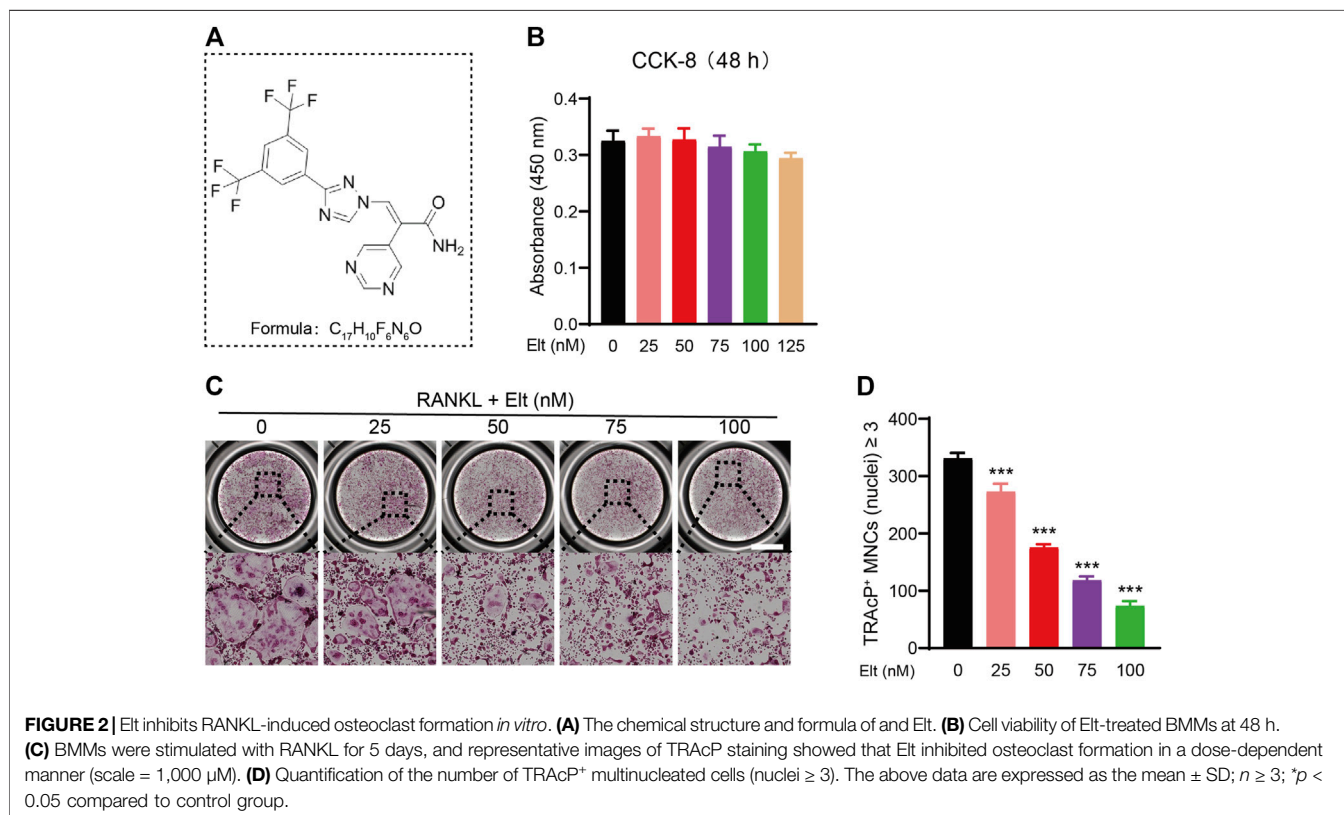 A
F
F
F
F
F
F
N
N
N
O
NH₂
N
N
Formula: C₁₇H₁₀F₆N₆O
B
CCK-8 (48 h)
Absorbance (450 nm)
0.4
0.3
0.2
0.1
0.0
Elt (nM) 0 25 50 75 100 125
C
RANKL + Elt (nM)
0 25 50 75 100
D
TRAcP⁺ MNCs (nuclei) ≥ 3
400
300
200
100
0
***
***
***
***
Elt (nM) 0 25 50 75 100
FIGURE 2 | Elt inhibits RANKL-induced osteoclast formation in vitro. (A) The chemical structure and formula of and Elt. (B) Cell viability of Elt-treated BMMs at 48 h.
(C) BMMs were stimulated with RANKL for 5 days, and representative images of TRAcP staining showed that Elt inhibited osteoclast formation in a dose-dependent
manner (scale = 1,000 μM). (D) Quantification of the number of TRAcP⁺ multinucleated cells (nuclei ≥ 3). The above data are expressed as the mean ± SD; n ≥ 3; *p <
0.05 compared to control group.